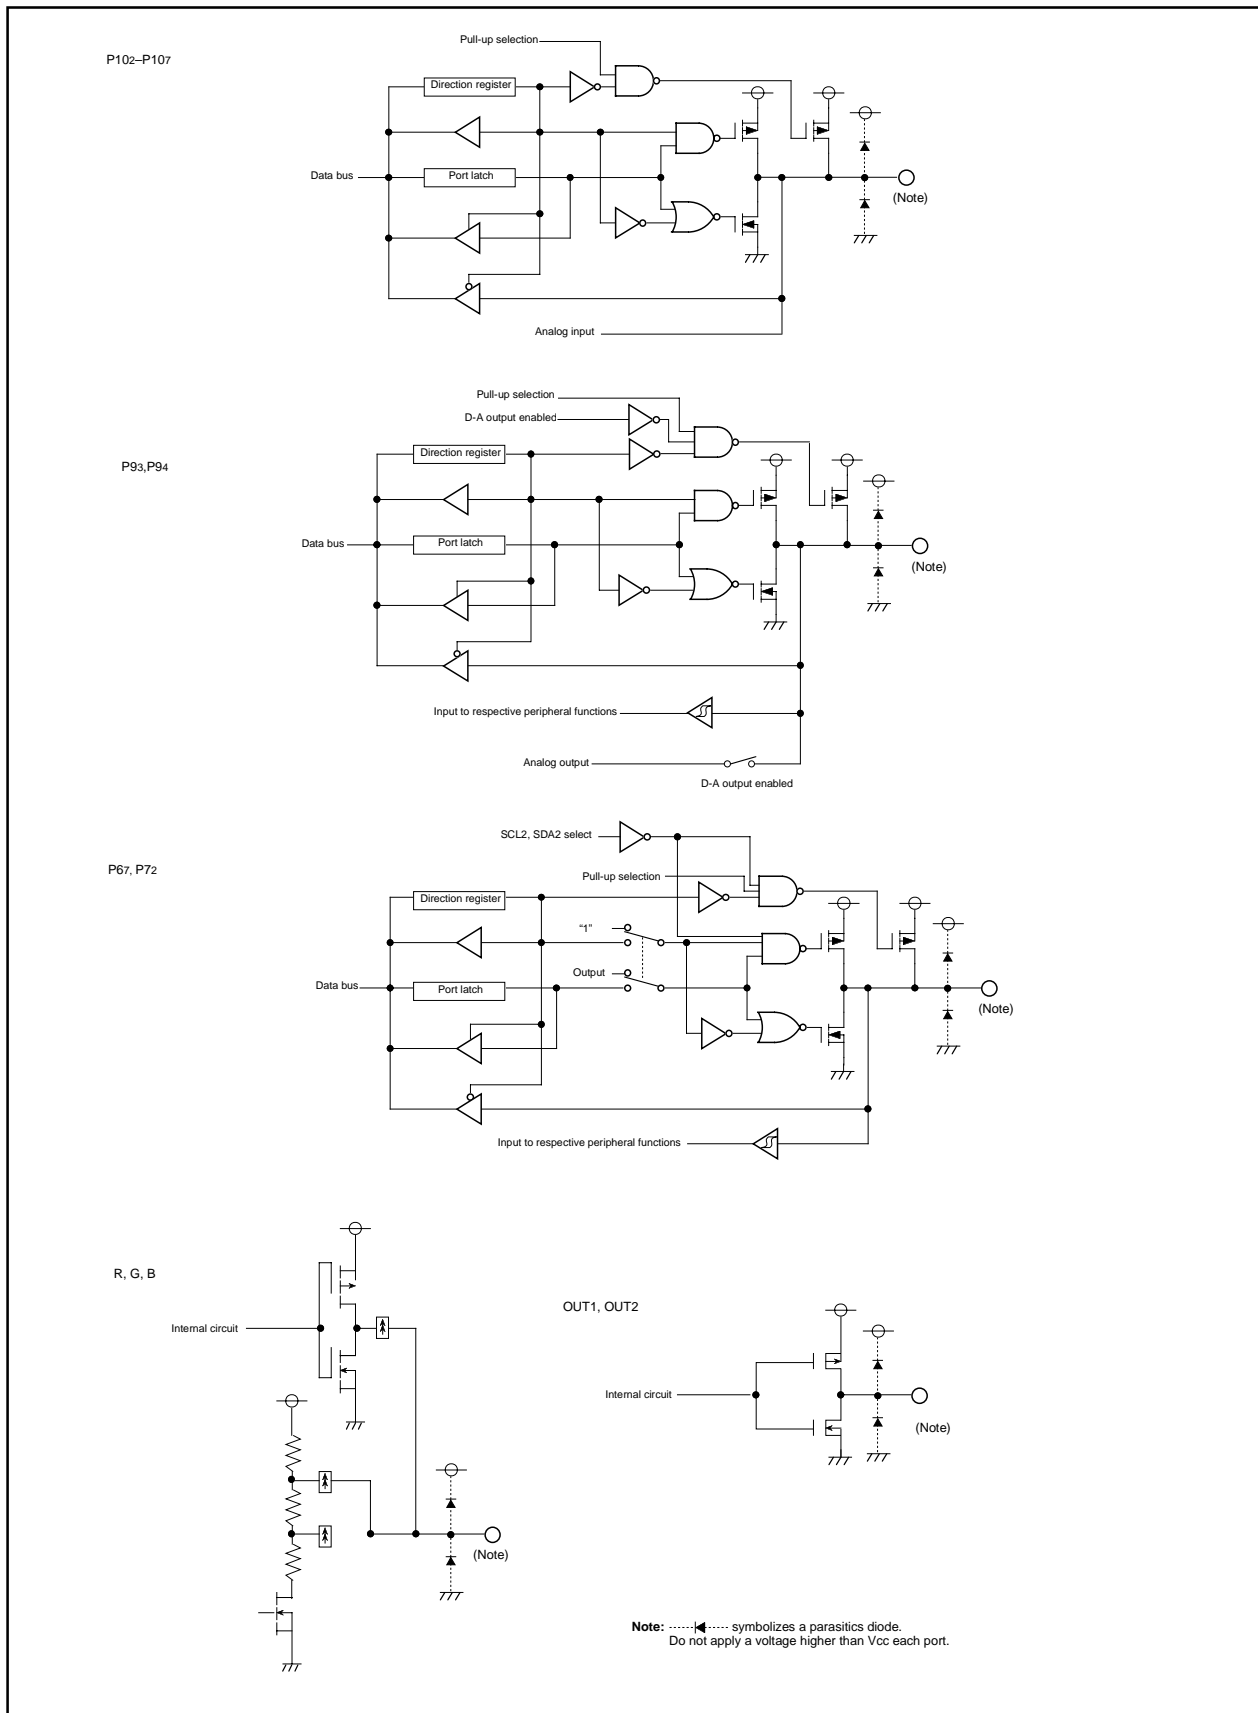 Pull-up selection
P102–P107
Direction register
Data bus
Port latch
(Note)
Analog input
Pull-up selection
D-A output enabled
P93,P94
Direction register
Data bus
Port latch
(Note)
Input to respective peripheral functions
Analog output
D-A output enabled
SCL2, SDA2 select
P67, P72
Pull-up selection
Direction register
“1”
Output
Data bus
Port latch
(Note)
Input to respective peripheral functions
R, G, B
OUT1, OUT2
Internal circuit
Internal circuit
(Note)
(Note)
Note: symbolizes a parasitics diode.
Do not apply a voltage higher than Vcc each port.